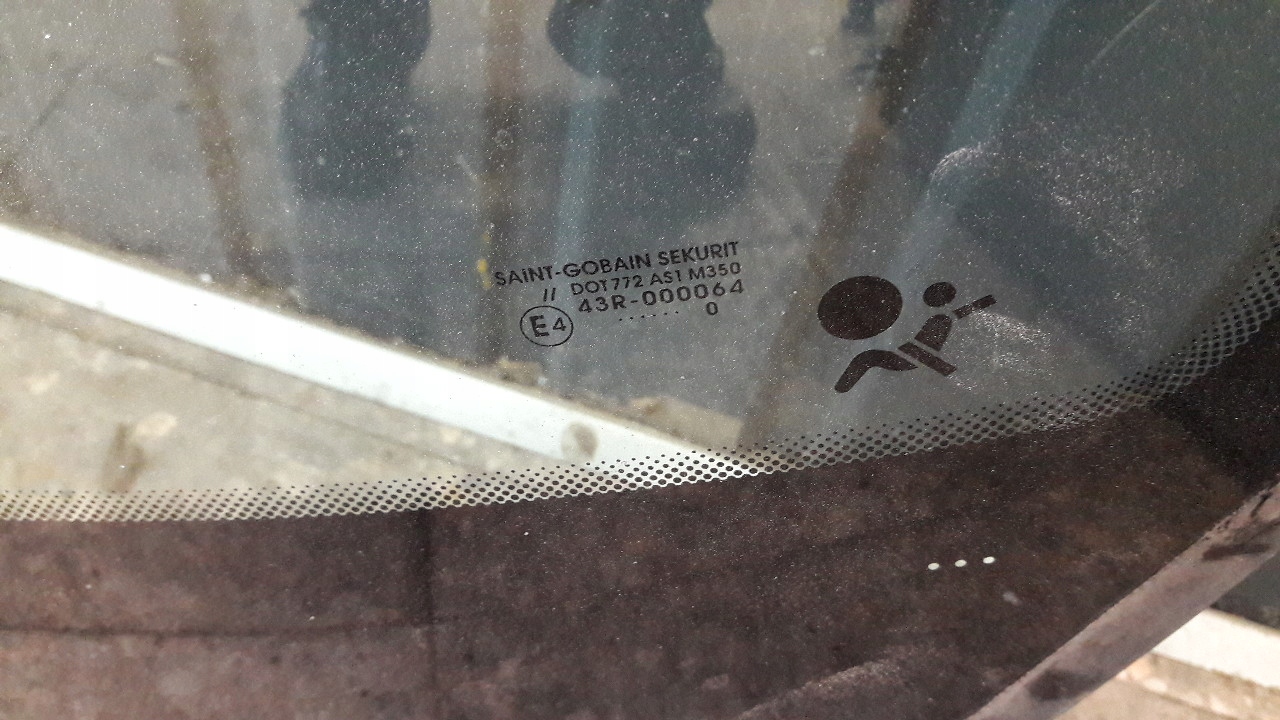 SAINT-GOBAIN SEKURIT
// DOT772 AS1 M350
43R-000064
E4 ...... 0